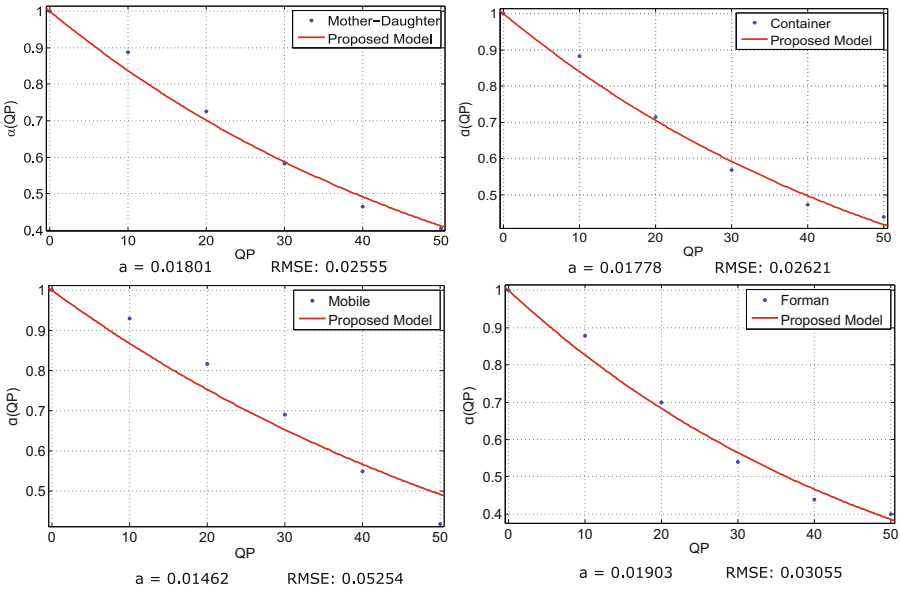 Mother-Daughter
Proposed Model
1
0.9
0.8
0.7
0.6
0.5
0.4
α(QP)
0
10
20
30
40
50
QP
a = 0.01801 RMSE: 0.02555
Container
Proposed Model
1
0.9
0.8
0.7
0.6
0.5
α(QP)
0
10
20
30
40
50
QP
a = 0.01778 RMSE: 0.02621
Mobile
Proposed Model
1
0.9
0.8
0.7
0.6
0.5
α(QP)
0
10
20
30
40
50
QP
a = 0.01462 RMSE: 0.05254
Forman
Proposed Model
1
0.9
0.8
0.7
0.6
0.5
0.4
α(QP)
0
10
20
30
40
50
QP
a = 0.01903 RMSE: 0.03055